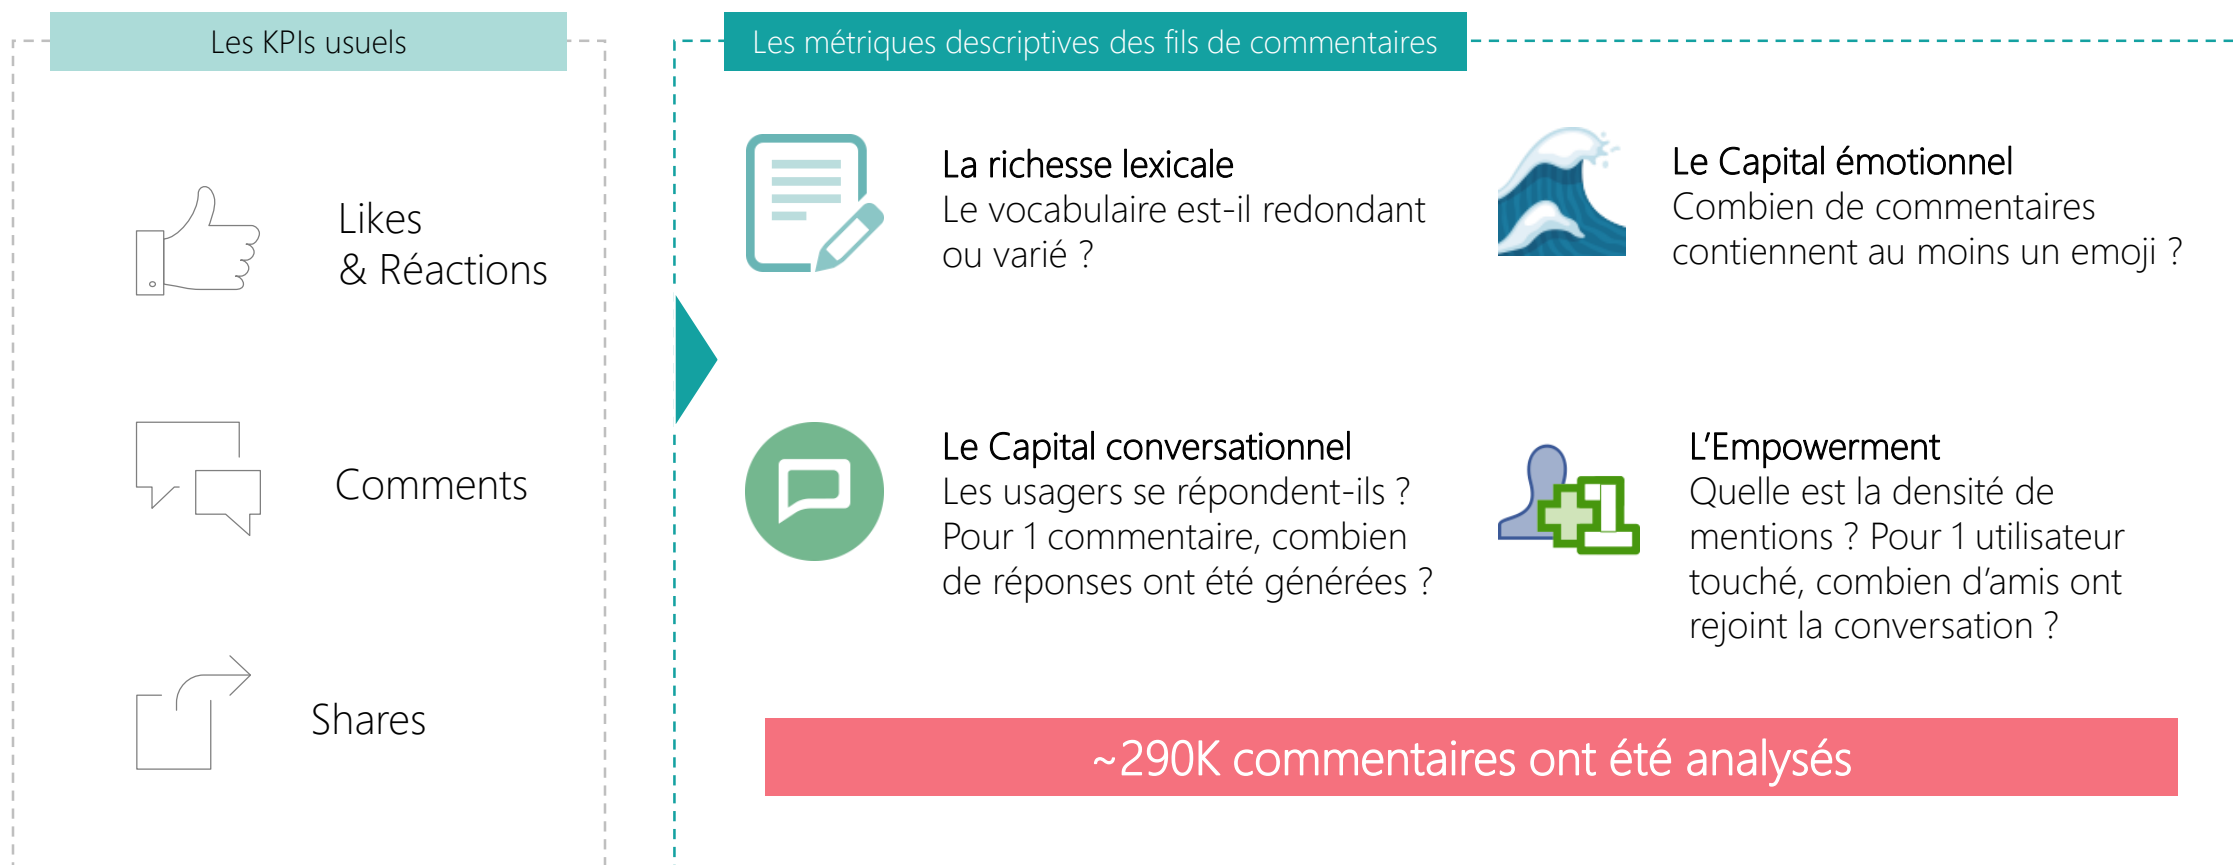 Les KPIs usuels
Likes
& Réactions
Comments
Shares
Les métriques descriptives des fils de commentaires
La richesse lexicale
Le vocabulaire est-il redondant
ou varié ?
Le Capital émotionnel
Combien de commentaires
contiennent au moins un emoji ?
Le Capital conversationnel
Les usagers se répondent-ils ?
Pour 1 commentaire, combien
de réponses ont été générées ?
L’Empowerment
Quelle est la densité de
mentions ? Pour 1 utilisateur
touché, combien d’amis ont
rejoint la conversation ?
~290K commentaires ont été analysés